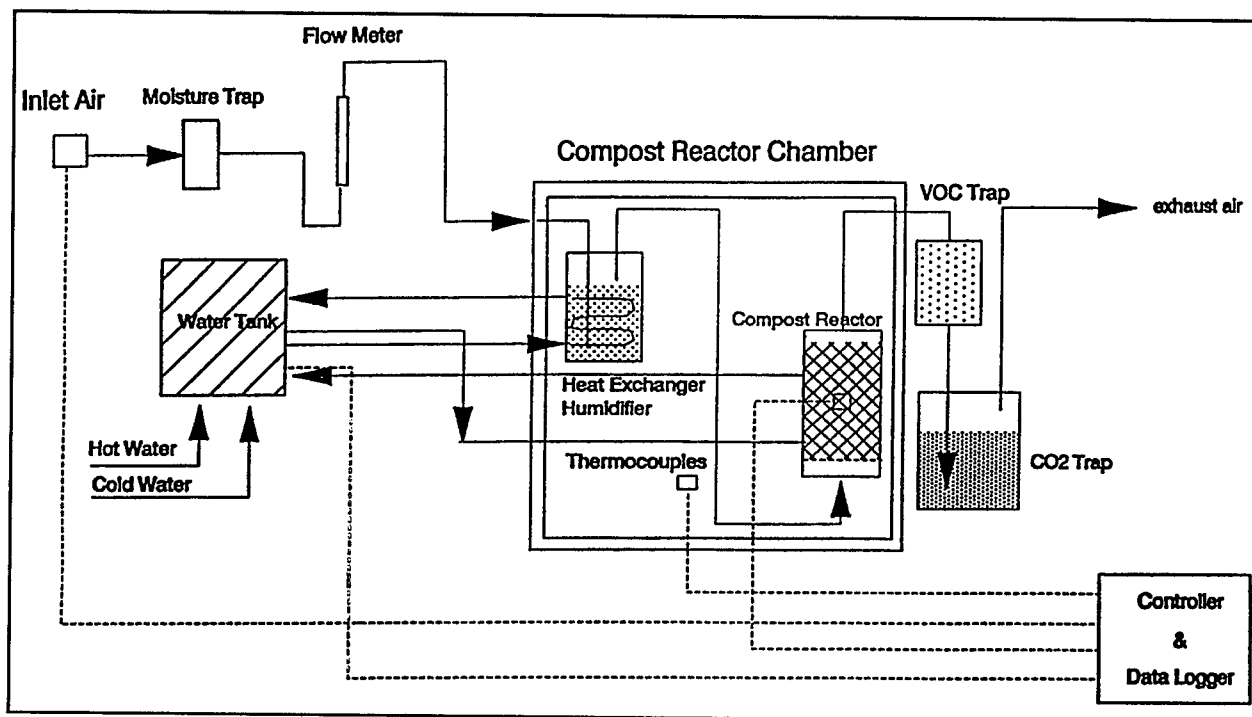 Flow Meter
Inlet Air
Moisture Trap
Compost Reactor Chamber
VOC Trap
exhaust air
Water Tank
Compost Reactor
Heat Exchanger
Humidifier
Hot Water
Cold Water
Thermocouples
CO2 Trap
Controller
&
Data Logger